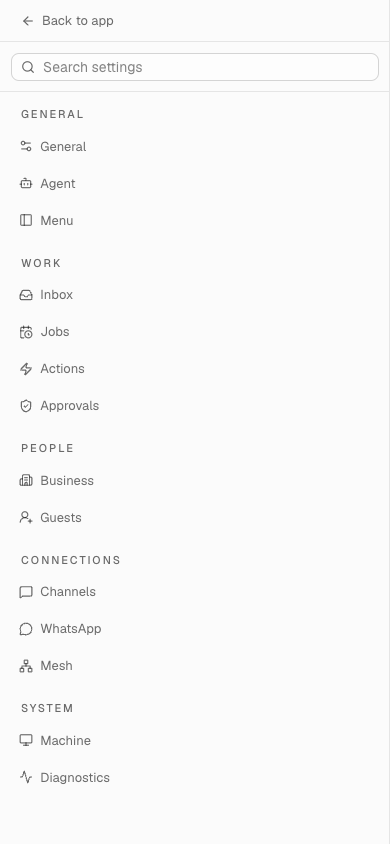 Back to app
Search settings
GENERAL
General
Agent
Menu
WORK
Inbox
Jobs
Actions
Approvals
PEOPLE
Business
Guests
CONNECTIONS
Channels
WhatsApp
Mesh
SYSTEM
Machine
Diagnostics